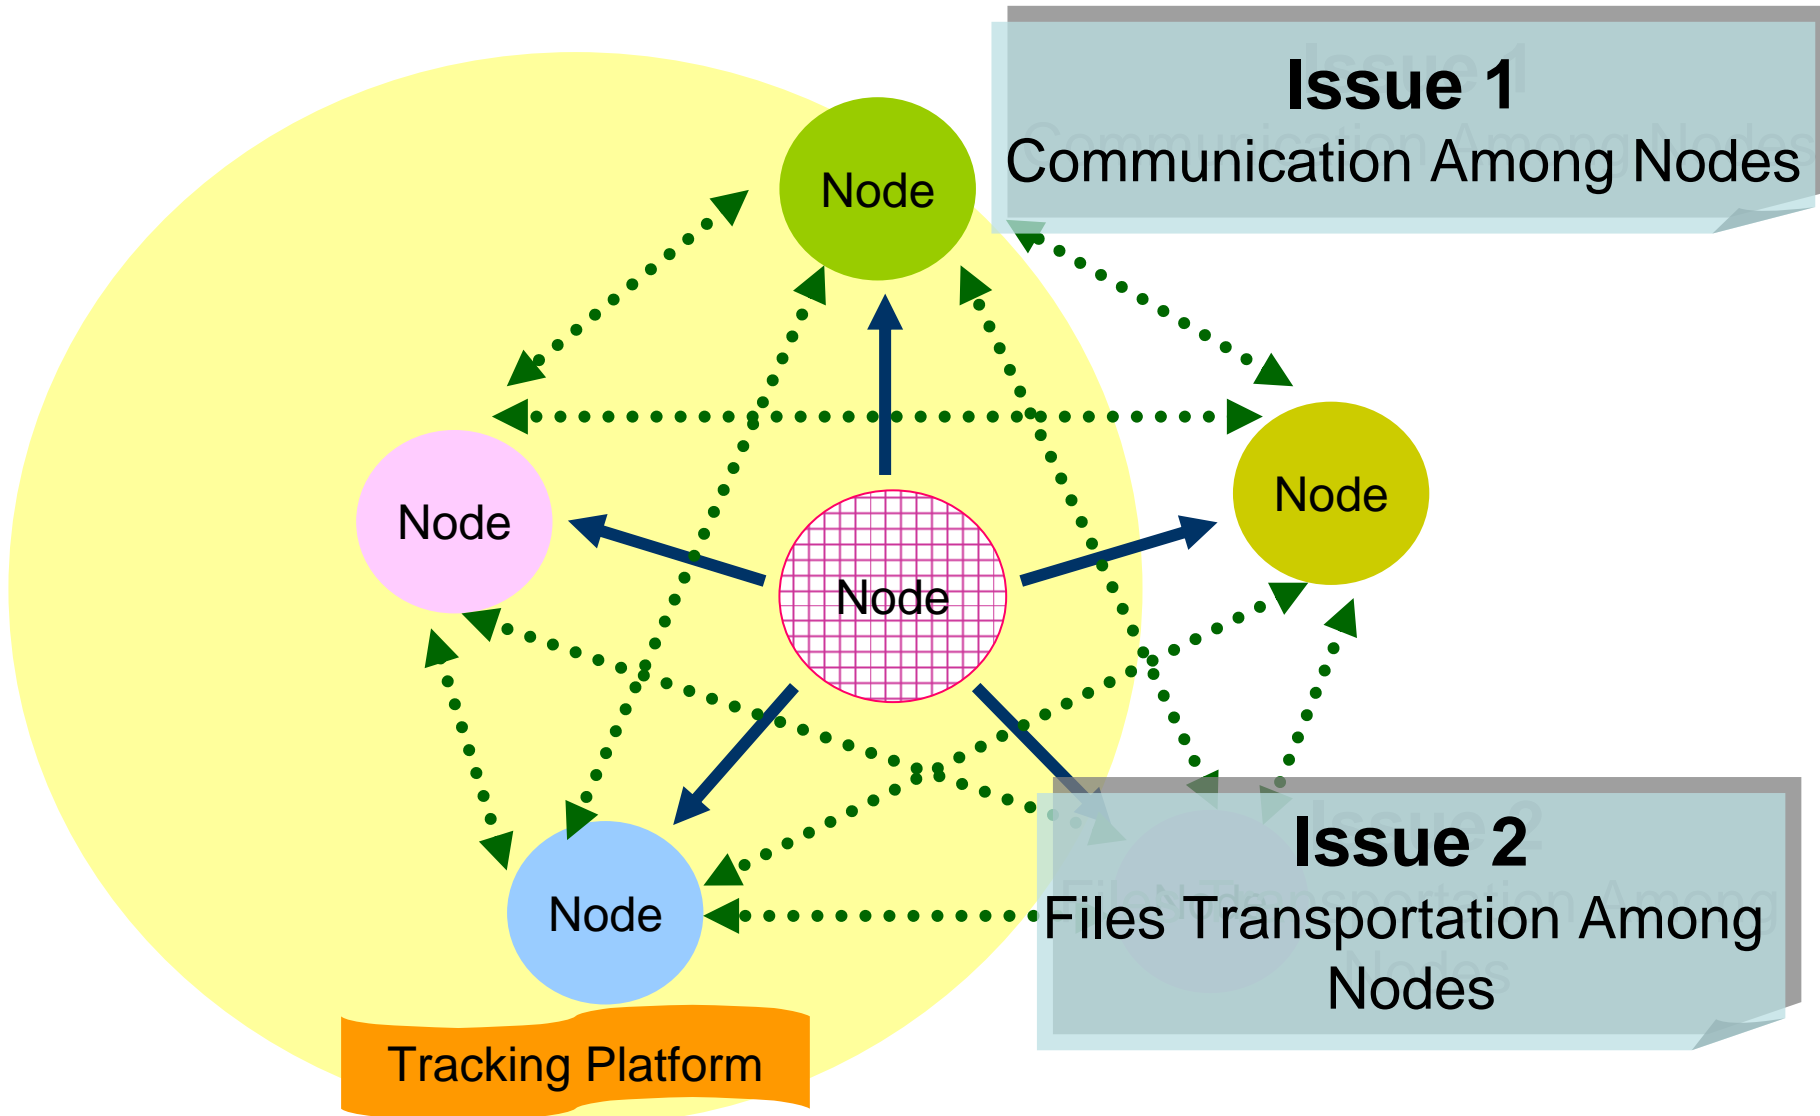 Issue 1
Communication Among Nodes
Node
Node
Node
Node
Issue 2
Node
Node
Files Transportation Among
Nodes
Tracking Platform